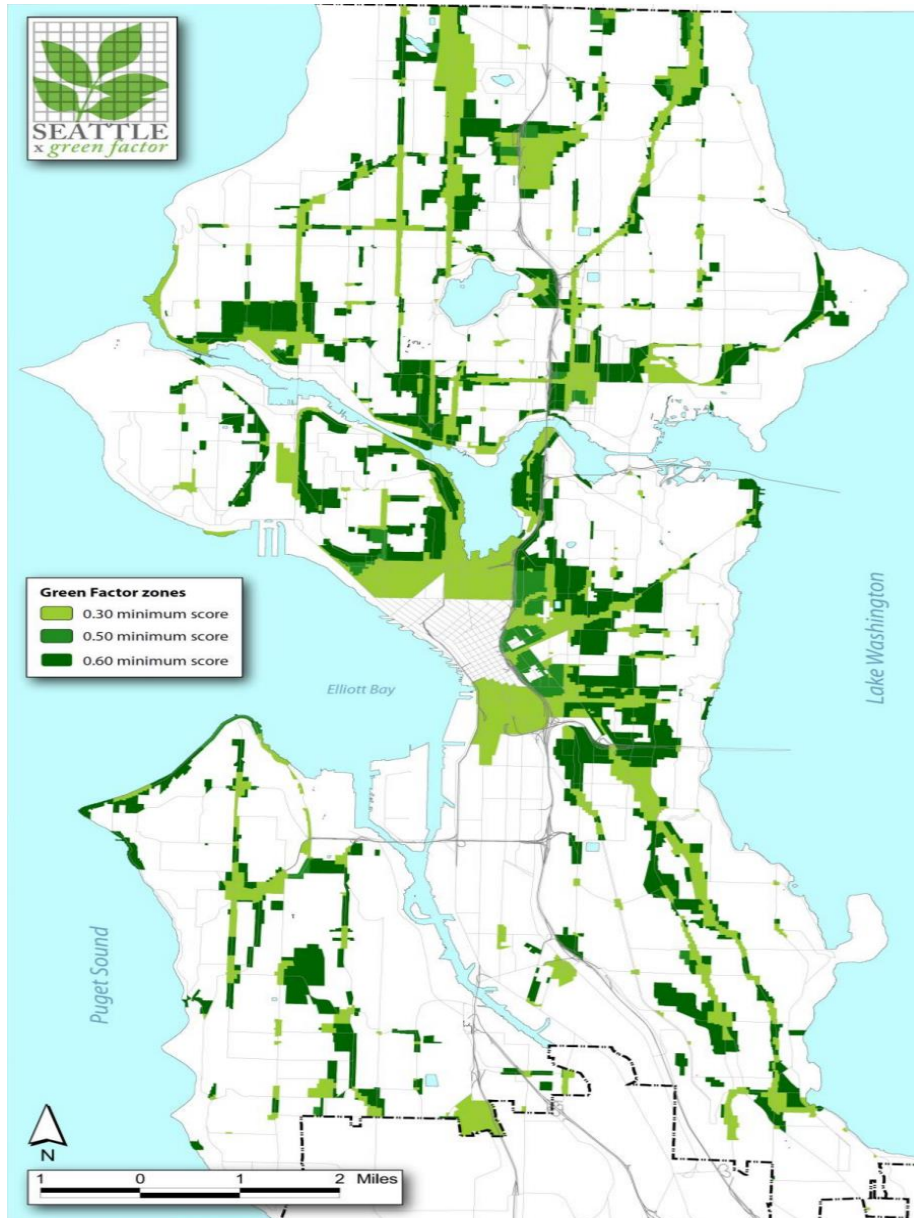 SEATTLE
x green factor
Green Factor zones
0.30 minimum score
0.50 minimum score
0.60 minimum score
Elliott Bay
Lake Washington
Puget Sound
N
1 0 1 2 Miles